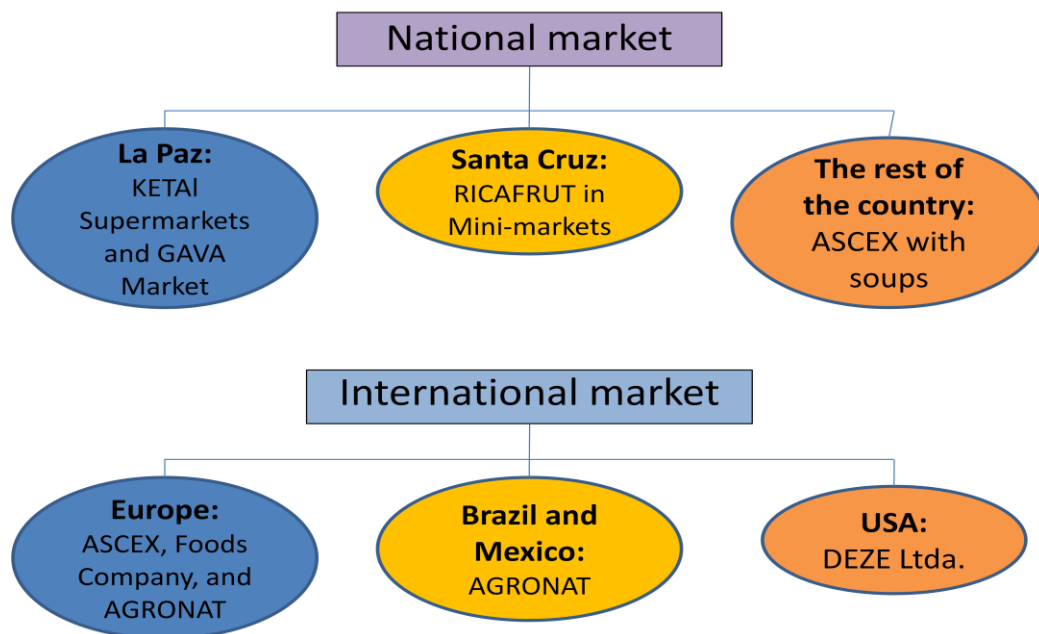 National market
La Paz:
KETAl
Supermarkets
and GAVA
Market
Santa Cruz:
RICAFRUT in
Mini-markets
The rest of
the country:
ASCEX with
soups
International market
Europe:
ASCEX, Foods
Company, and
AGRONAT
Brazil and
Mexico:
AGRONAT
USA:
DEZE Ltda.